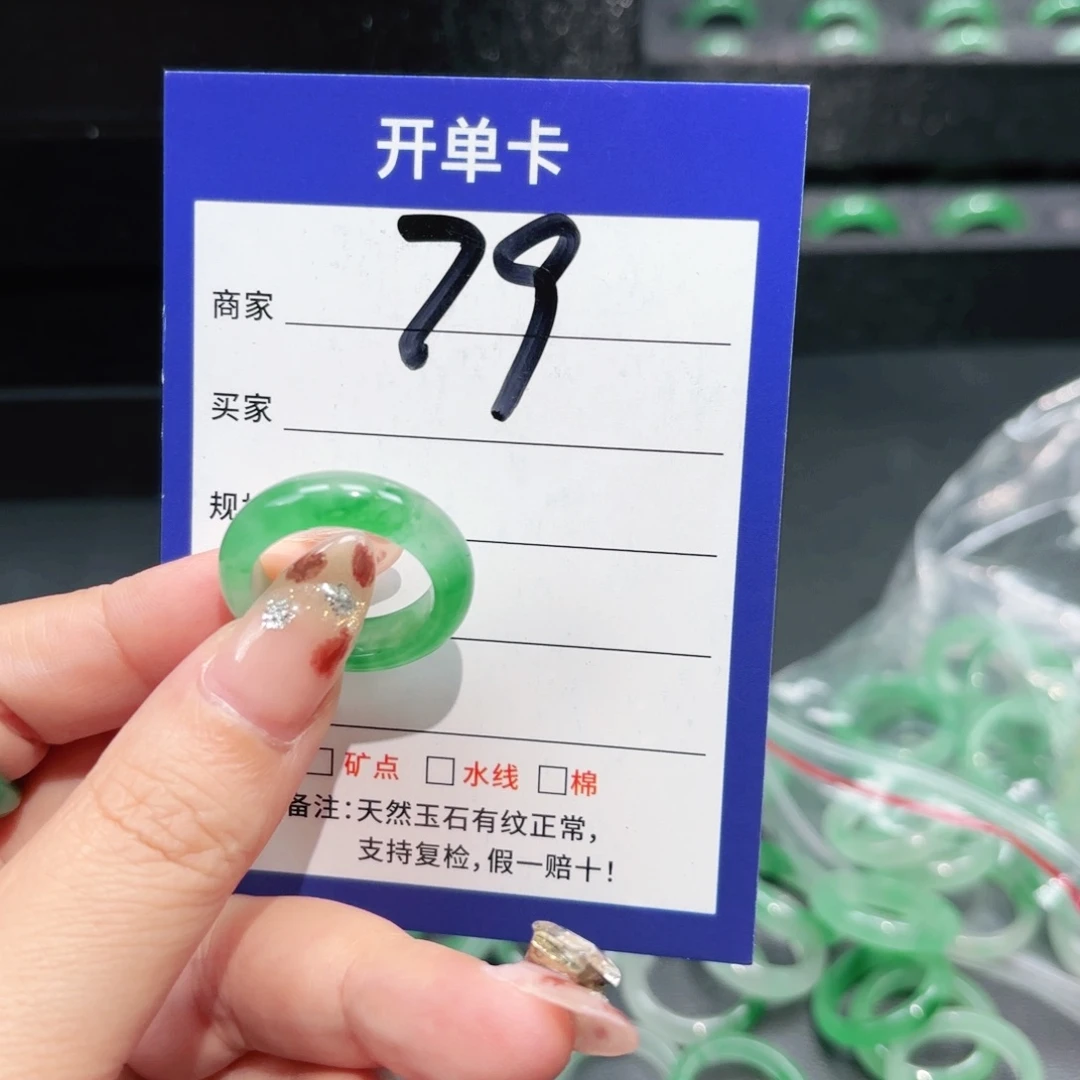 开单卡
79
商家
买家
规
矿点 水线 棉
备注：天然玉石有纹正常，
支持复检，假一赔十！